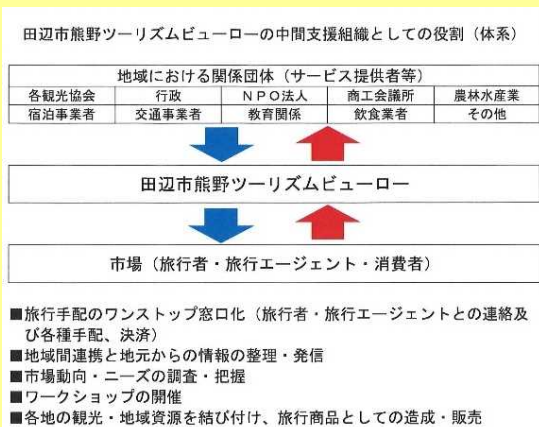 田辺市熊野ツーリズムビューローの中間支援組織としての役割（体系）
地域における関係団体（サービス提供者等）
各観光協会 行政 ＮＰＯ法人 商工会議所 農林水産業
宿泊事業者 交通事業者 教育関係 飲食業者 その他
田辺市熊野ツーリズムビューロー
市場（旅行者・旅行エージェント・消費者）
■旅行手配のワンストップ窓口化（旅行者・旅行エージェントとの連絡及
び各種手配、決済）
■地域間連携と地元からの情報の整理・発信
■市場動向・ニーズの調査・把握
■ワークショップの開催
■各地の観光・地域資源を結び付け、旅行商品としての造成・販売